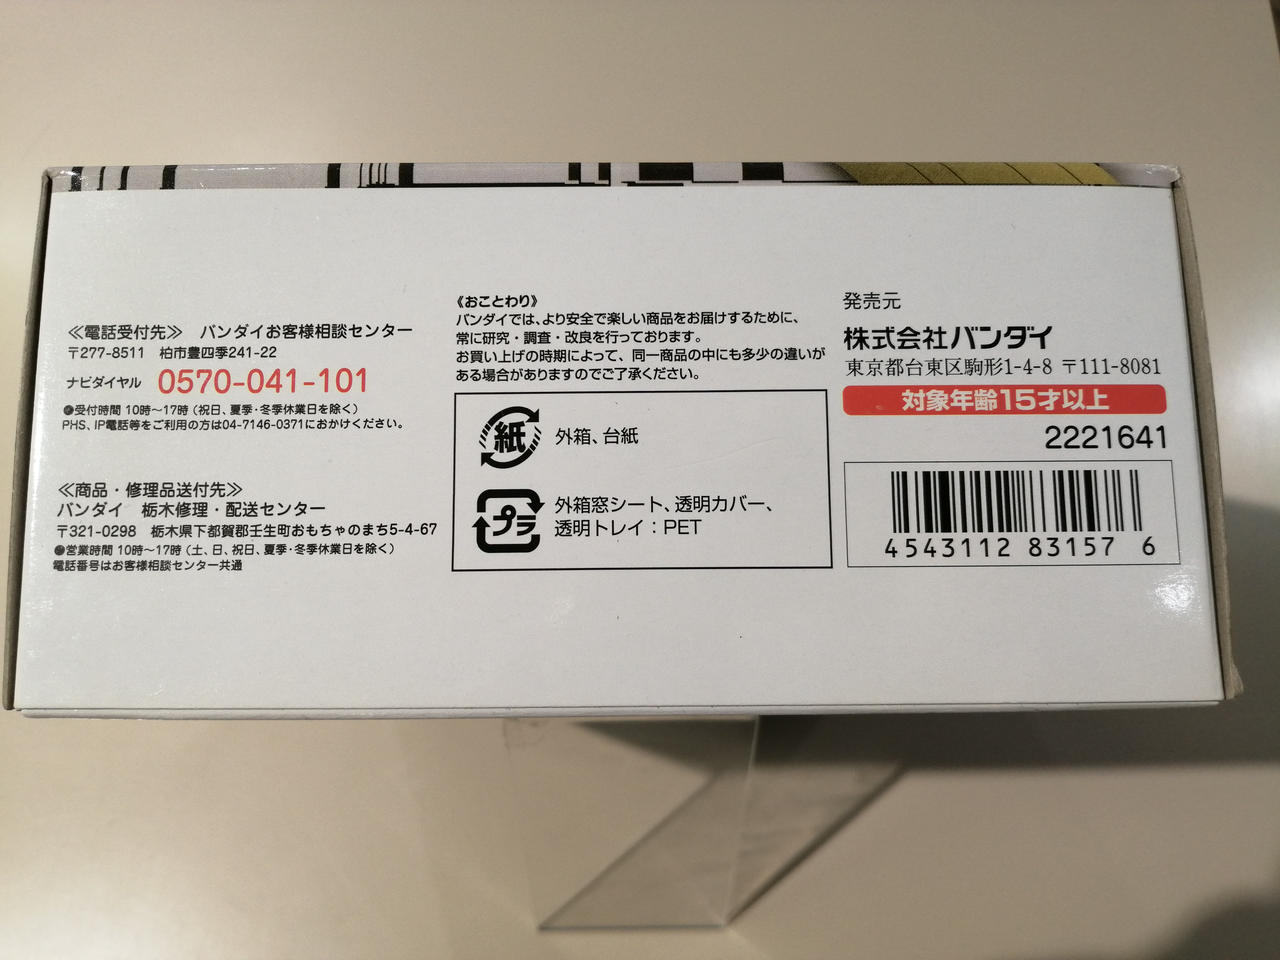 ≪電話受付先≫ バンダイお客様相談センター
〒277-8511 柏市豊四季241-22
ナビダイヤル 0570-041-101
●受付時間 10時～17時（祝日、夏季・冬季休業日を除く）
PHS、IP電話等をご利用の方は04-7146-0371におかけください。
≪商品・修理品送付先≫
バンダイ 栃木修理・配送センター
〒321-0298 栃木県下都賀郡壬生町おもちゃのまち5-4-67
●営業時間 10時～17時（土、日、祝日、夏季・冬季休業日を除く）
電話番号はお客様相談センター共通
《おことわり》
バンダイでは、より安全で楽しい商品をお届けするために、
常に研究・調査・改良を行っております。
お買い上げの時期によって、同一商品の中にも多少の違いが
ある場合がありますのでご了承ください。
紙 外箱、台紙
プラ 外箱窓シート、透明カバー、
透明トレイ：PET
発売元
株式会社バンダイ
東京都台東区駒形1-4-8 〒111-8081
対象年齢15才以上
2221641
4543112 83157 6